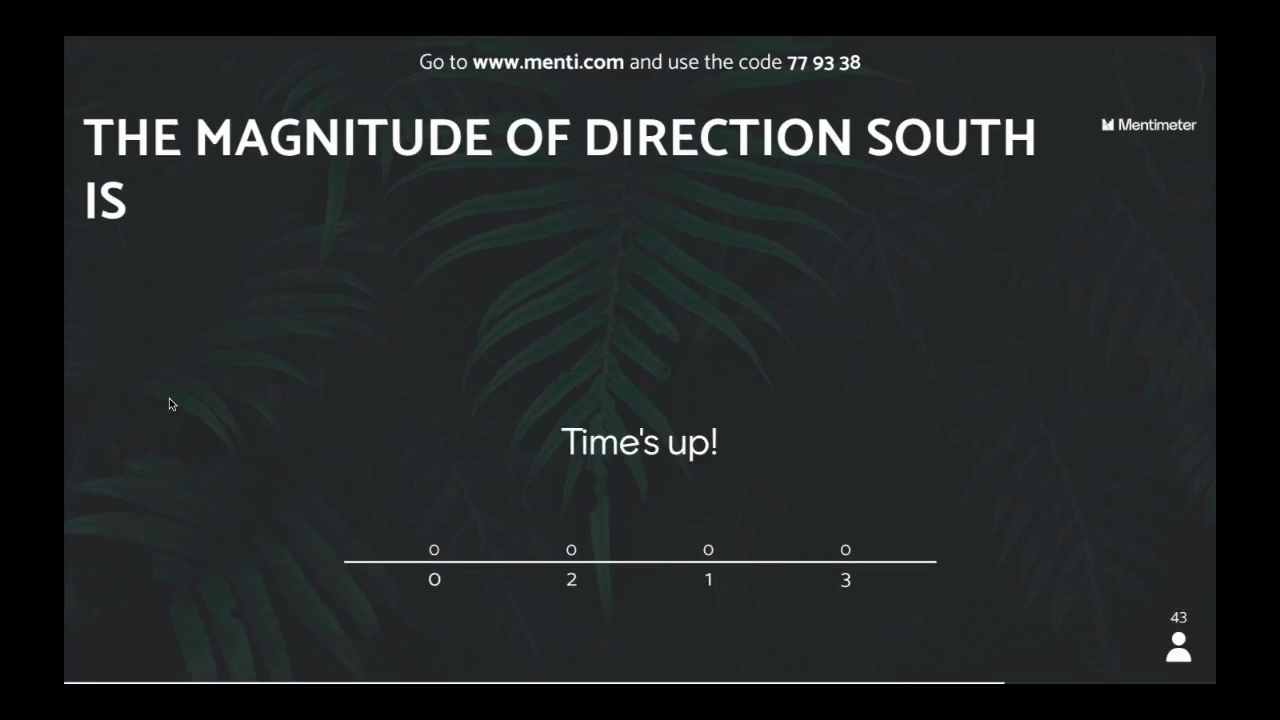 Go to www.menti.com and use the code 77 93 38
THE MAGNITUDE OF DIRECTION SOUTH
IS
Mentimeter
Time's up!
0 0 0 0
0 2 1 3
43